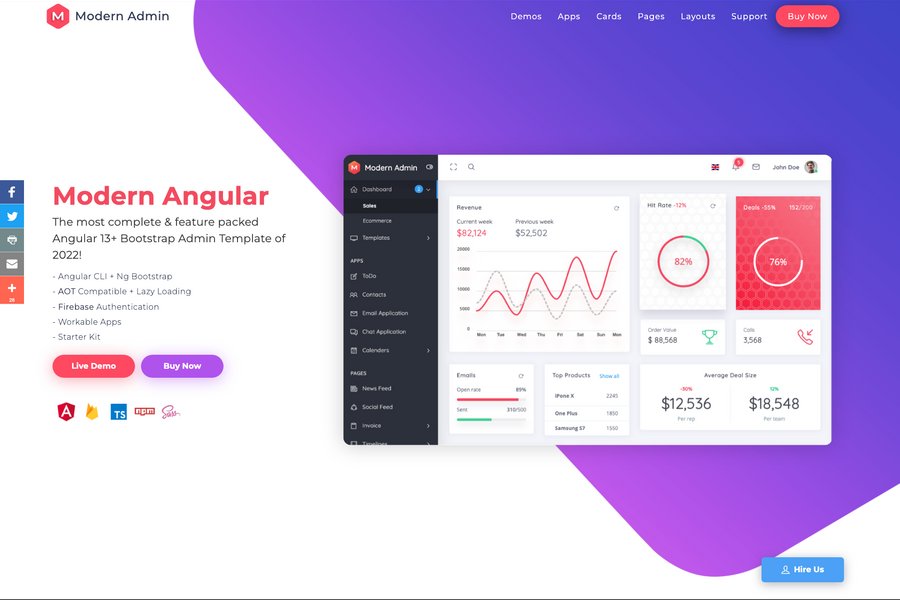 Modern Admin
Demos Apps Cards Pages Layouts Support Buy Now
Modern Angular
The most complete & feature packed
Angular 13+ Bootstrap Admin Template of
2022!
- Angular CLI + Ng Bootstrap
- AOT Compatible + Lazy Loading
- Firebase Authentication
- Workable Apps
- Starter Kit
Live Demo Buy Now
A TS npm Sass
Modern Admin
Dashboard 2
Sales
Ecommerce
Templates
APPS
ToDo
Contacts
Email Application
Chat Application
Calenders
PAGES
News Feed
Social Feed
Invoice
Timelines
5 John Doe
Revenue
Current week Previous week
$82,124 $52,502
20000
15000
10000
5000
0
Mon Tue Wed Thu Fri Sat Sun Mon
Hit Rate -12%
82%
Deals -55% 152/200
76%
Order Value
$ 88,568
Calls
3,568
Emails
Open rate 89%
Sent 310/500
Top Products Show all
iPone X 2245
One Plus 1850
Samsung S7 1550
Average Deal Size
-30% 12%
$12,536 $18,548
Per rep Per team
Hire Us